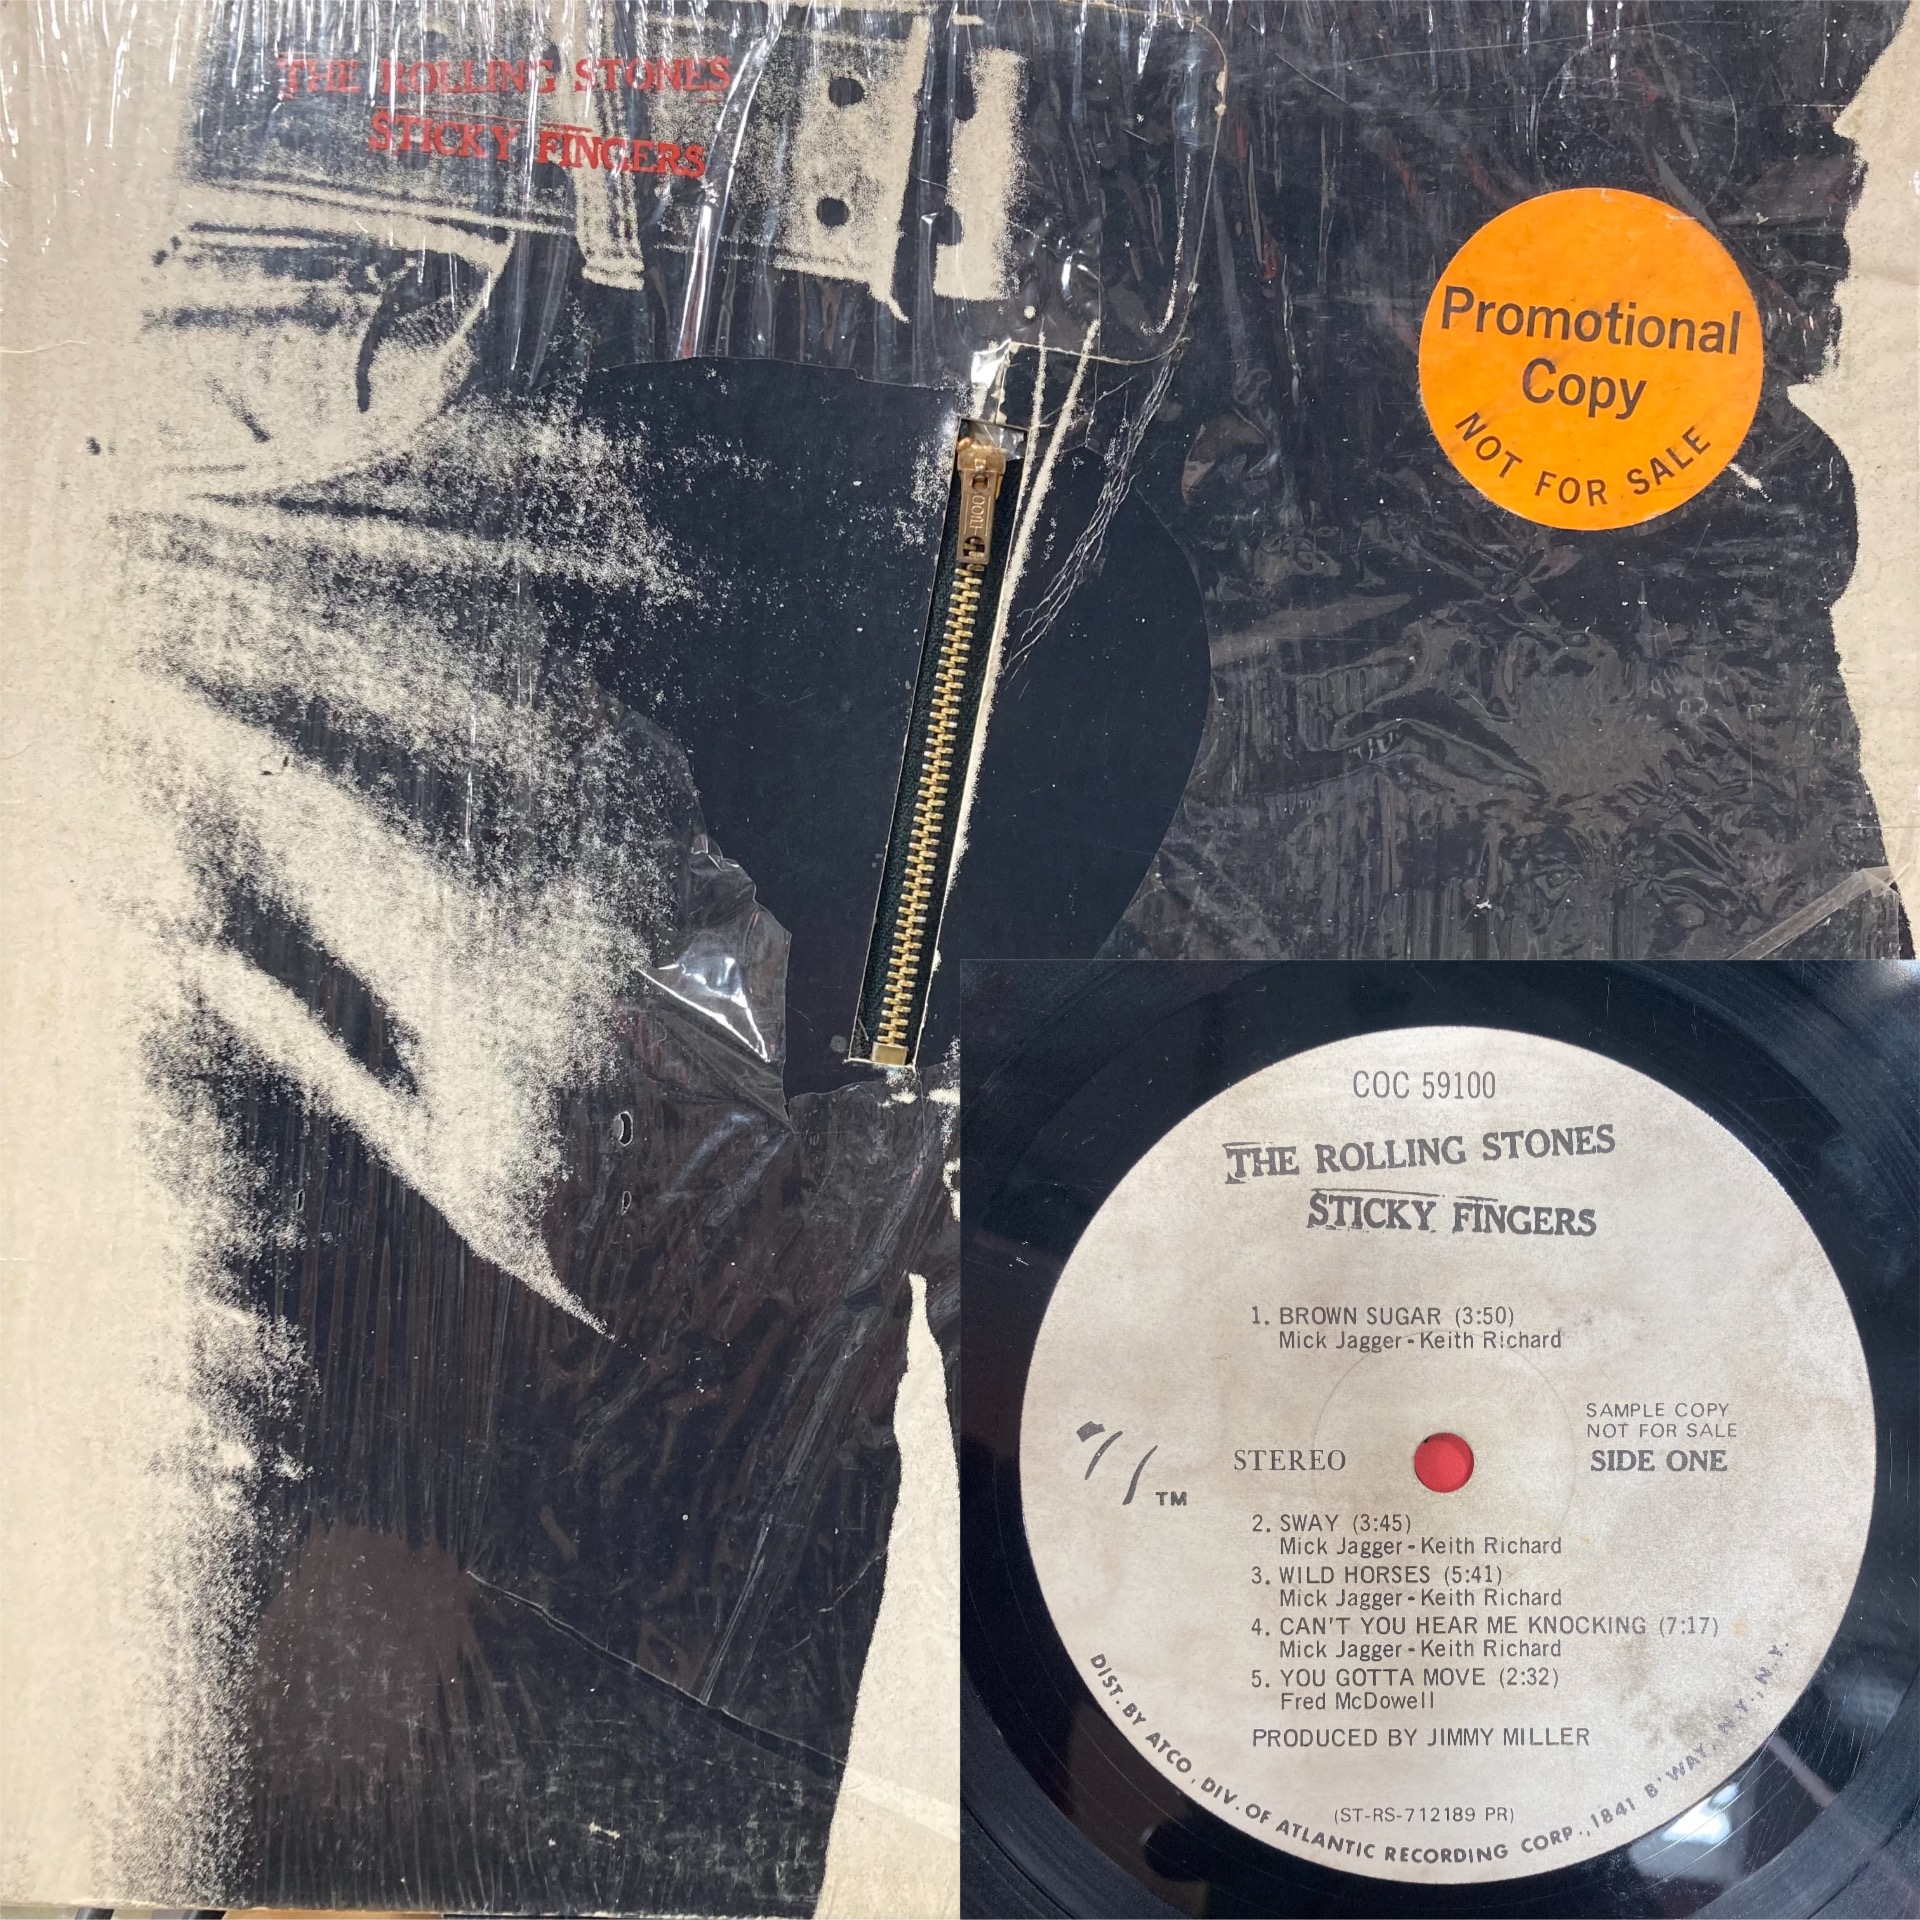 THE ROLLING STONES
STICKY FINGERS
Promotional
Copy
NOT FOR SALE
COC 59100
THE ROLLING STONES
STICKY FINGERS
1. BROWN SUGAR (3:50)
Mick Jagger - Keith Richard
SAMPLE COPY
NOT FOR SALE
STEREO
SIDE ONE
TM
2. SWAY (3:45)
Mick Jagger - Keith Richard
3. WILD HORSES (5:41)
Mick Jagger - Keith Richard
4. CAN'T YOU HEAR ME KNOCKING (7:17)
Mick Jagger - Keith Richard
5. YOU GOTTA MOVE (2:32)
Fred McDowell
PRODUCED BY JIMMY MILLER
(ST-RS-712189 PR)
DIST. BY ATCO, DIV. OF ATLANTIC RECORDING CORP., 1841 B'WAY, N.Y., N.Y.